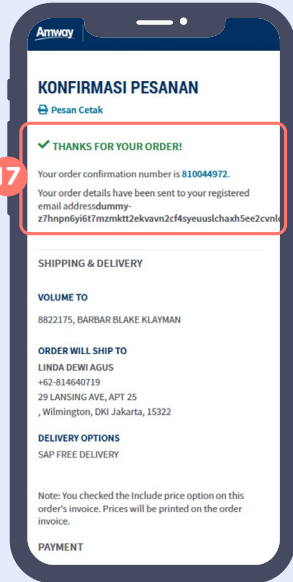 Amway
KONFIRMASI PESANAN
Pesan Cetak
17
THANKS FOR YOUR ORDER!
Your order confirmation number is 810044972.
Your order details have been sent to your registered
email addressdummy-
z7hnpn6yi6t7mzmktt2ekvavn2cf4syeuuslchaxh5ee2cvnl
SHIPPING & DELIVERY
VOLUME TO
8822175, BARBAR BLAKE KLAYMAN
ORDER WILL SHIP TO
LINDA DEWI AGUS
+62-814640719
29 LANSING AVE, APT 25
, Wilmington, DKI Jakarta, 15322
DELIVERY OPTIONS
SAP FREE DELIVERY
Note: You checked the Include price option on this
order's invoice. Prices will be printed on the order
invoice.
PAYMENT